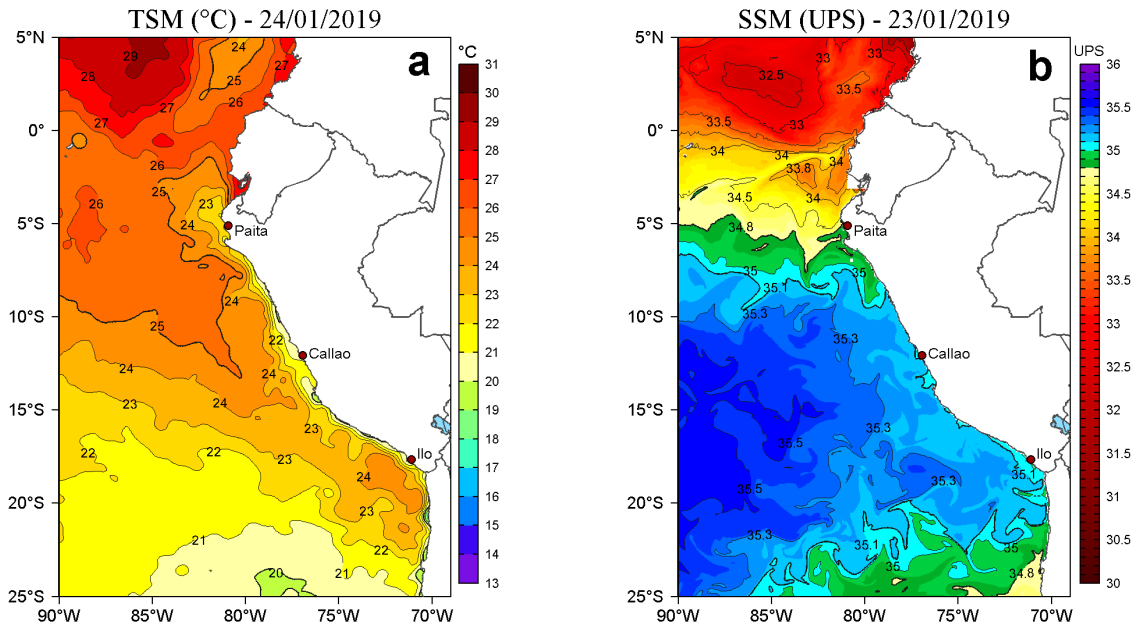 TSM (°C) - 24/01/2019
5°N
0°
5°S
10°S
15°S
20°S
25°S
90°W
85°W
80°W
75°W
70°W
a
29
28
27
27
24
25
26
27
26
25
23
24
26
24
25
22
24
24
23
24
23
22
22
23
24
23
22
21
21
20
Paita
Callao
Ilo
°C
31
30
29
28
27
26
25
24
23
22
21
20
19
18
17
16
15
14
13
SSM (UPS) - 23/01/2019
5°N
0°
5°S
10°S
15°S
20°S
25°S
90°W
85°W
80°W
75°W
70°W
b
33
33
32.5
33.5
33.5
33
34
34
34
33.8
34.5
34
34.8
35
35
35.1
35.3
35.3
35.3
35.5
35.5
35.3
35.1
35.3
35.1
35
35
34.8
Paita
Callao
Ilo
UPS
36
35.5
35
34.5
34
33.5
33
32.5
32
31.5
31
30.5
30